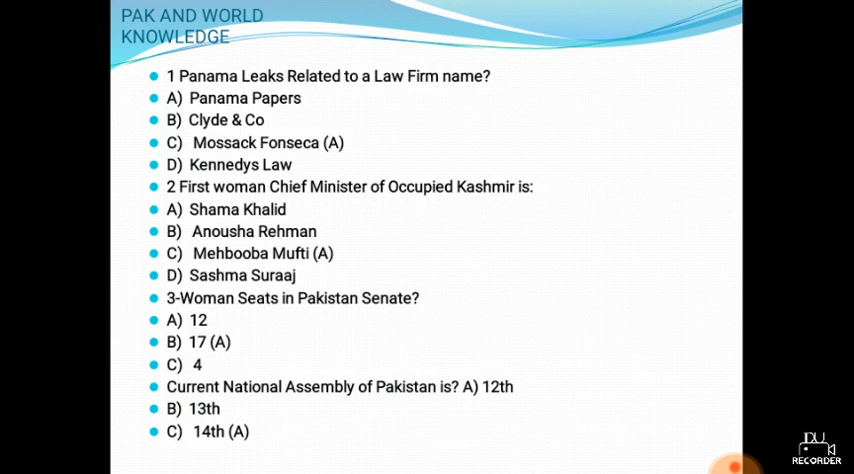 PAK AND WORLD
KNOWLEDGE
1 Panama Leaks Related to a Law Firm name?
A) Panama Papers
B) Clyde & Co
C) Mossack Fonseca (A)
D) Kennedys Law
2 First woman Chief Minister of Occupied Kashmir is:
A) Shama Khalid
B) Anousha Rehman
C) Mehbooba Mufti (A)
D) Sashma Suraaj
3-Woman Seats in Pakistan Senate?
A) 12
B) 17 (A)
C) 4
Current National Assembly of Pakistan is? A) 12th
B) 13th
C) 14th (A)
DU
RECORDER